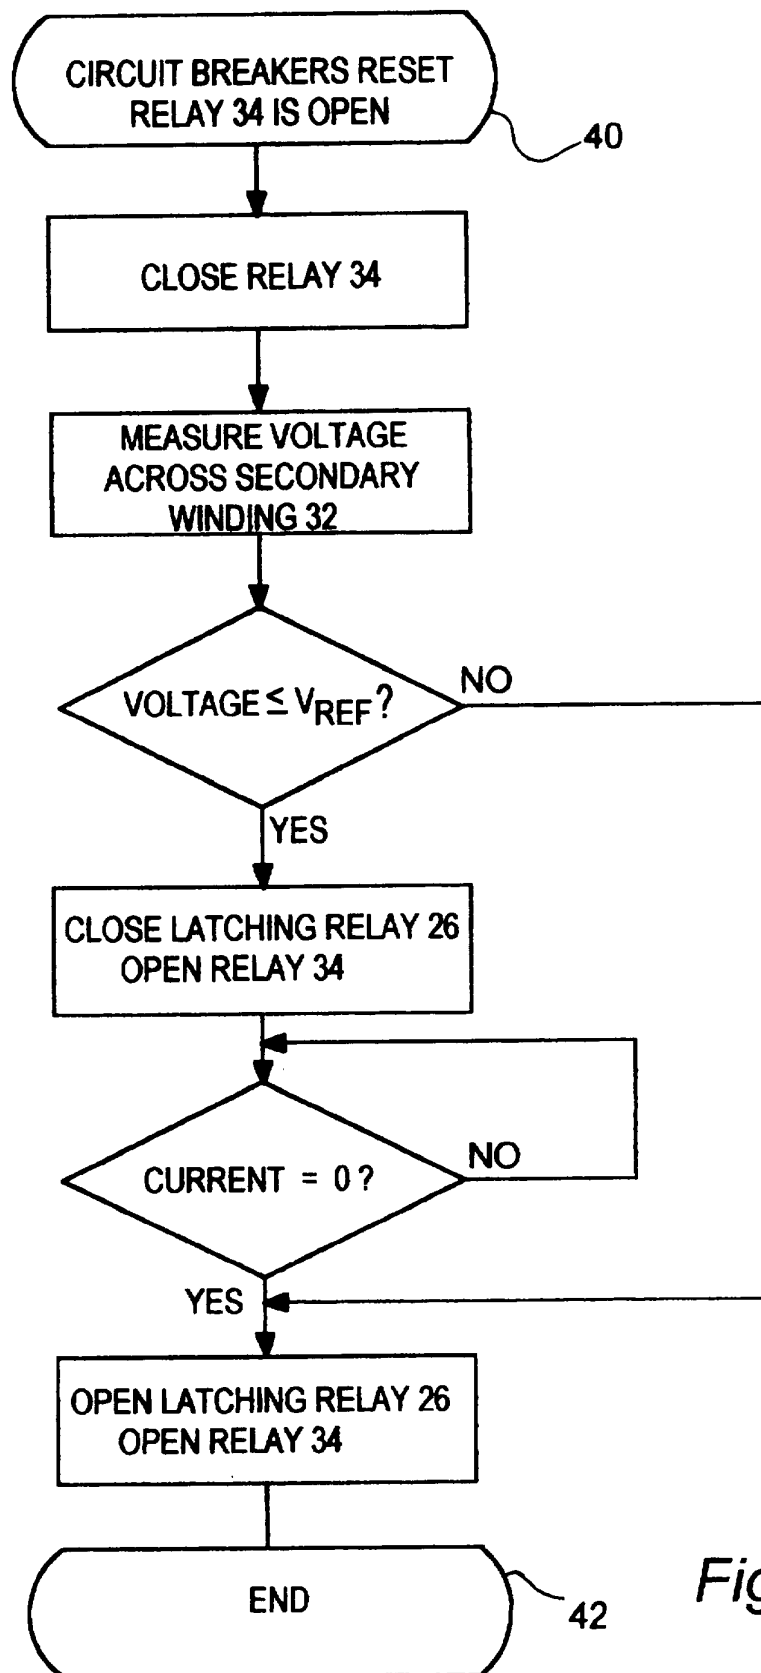 CIRCUIT BREAKERS RESET
RELAY 34 IS OPEN
40
CLOSE RELAY 34
MEASURE VOLTAGE
ACROSS SECONDARY
WINDING 32
VOLTAGE ≤ VREF?
NO
YES
CLOSE LATCHING RELAY 26
OPEN RELAY 34
CURRENT = 0?
NO
YES
OPEN LATCHING RELAY 26
OPEN RELAY 34
END
42
Fig